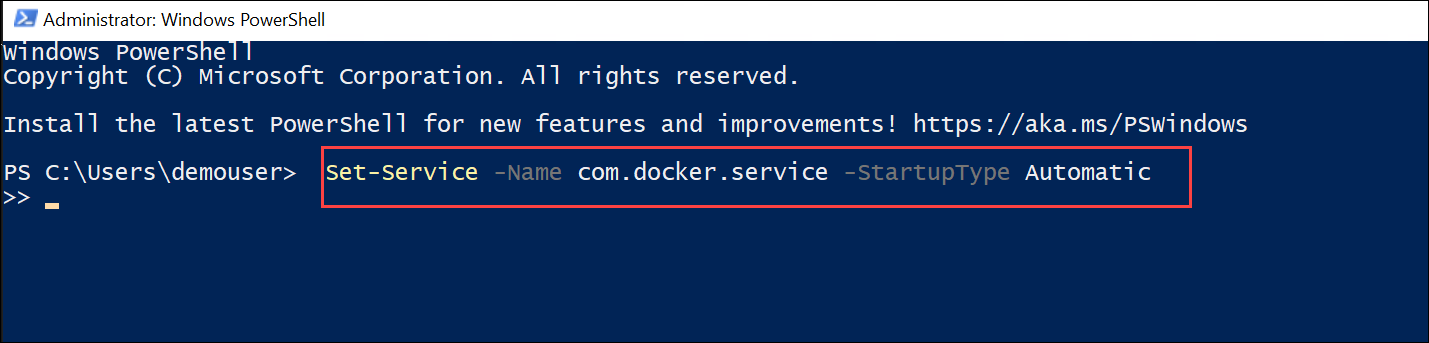 Administrator: Windows PowerShell
Windows PowerShell
Copyright (C) Microsoft Corporation. All rights reserved.
Install the latest PowerShell for new features and improvements! https://aka.ms/PSWindows
PS C:\Users\demouser>  Set-Service -Name com.docker.service -StartupType Automatic
>>